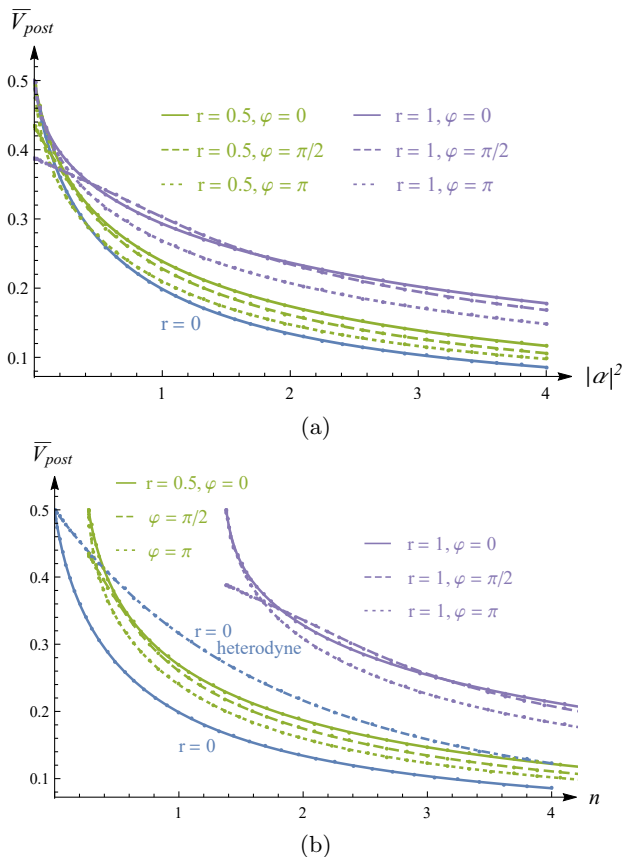 V̅post
0.5
r = 0.5, φ = 0 r = 1, φ = 0
0.4
r = 0.5, φ = π/2 r = 1, φ = π/2
r = 0.5, φ = π r = 1, φ = π
0.3
0.2
r = 0
0.1
1 2 3 4 |α|²
(a)
V̅post
r = 0.5, φ = 0
0.5
φ = π/2
r = 1, φ = 0
φ = π
r = 1, φ = π/2
0.4
r = 1, φ = π
0.3
r = 0
heterodyne
0.2
r = 0
0.1
1 2 3 4 n
(b)